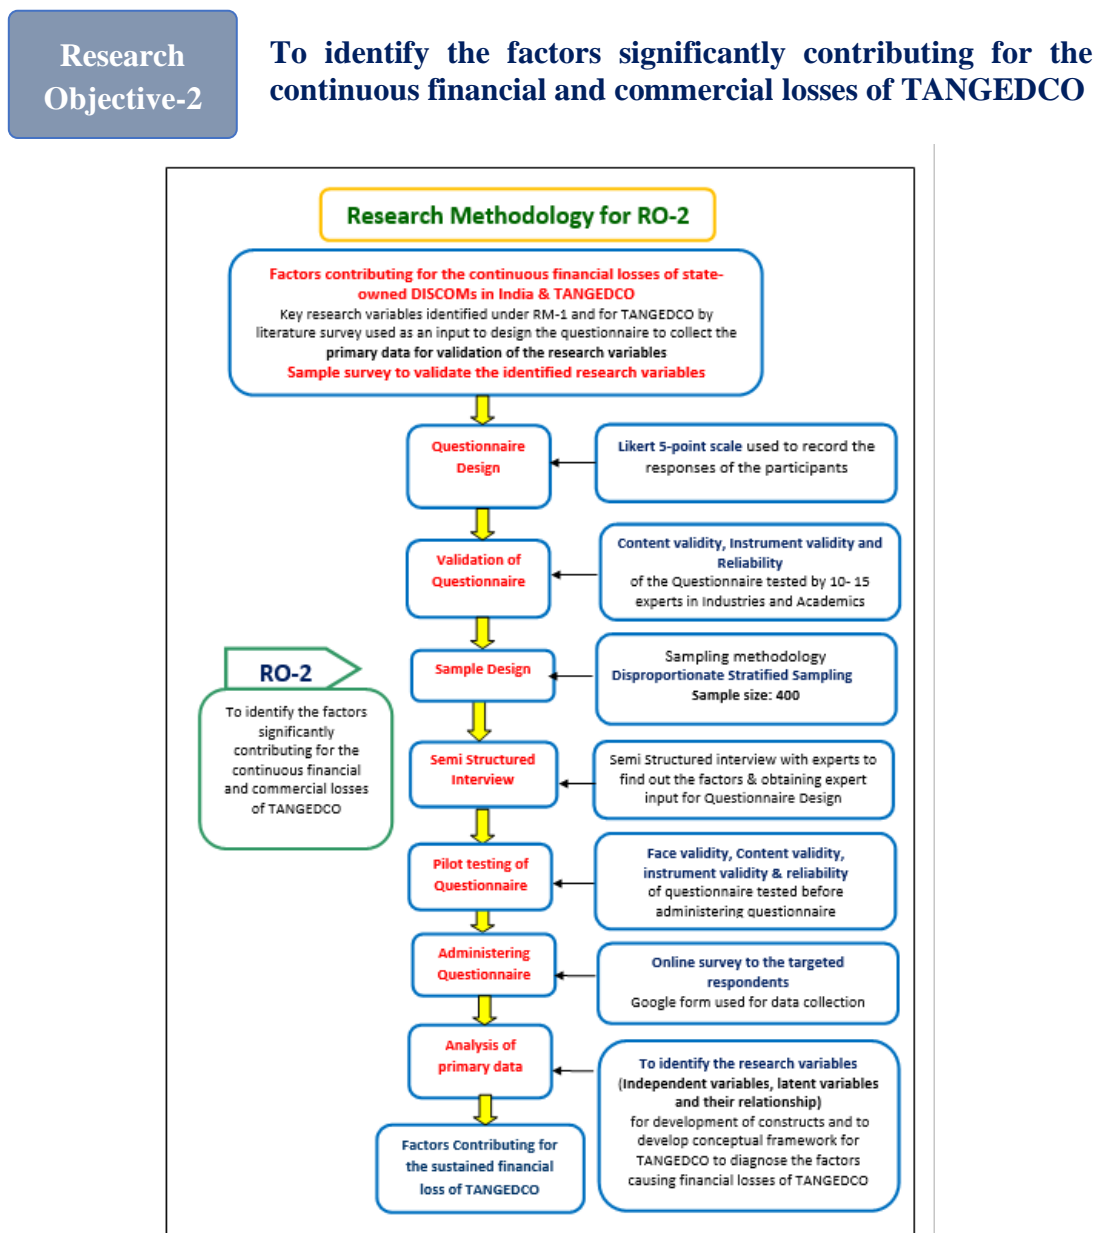 Research
Objective-2
To identify the factors significantly contributing for the
continuous financial and commercial losses of TANGEDCO
Research Methodology for RO-2
Factors contributing for the continuous financial losses of state-
owned DISCOMs in India & TANGEDCO
Key research variables identified under RM-1 and for TANGEDCO by
literature survey used as an input to design the questionnaire to collect the
primary data for validation of the research variables
Sample survey to validate the identified research variables
Questionnaire
Design
Likert 5-point scale used to record the
responses of the participants
Validation of
Questionnaire
Content validity, Instrument validity and
Reliability
of the Questionnaire tested by 10- 15
experts in Industries and Academics
Sample Design
Sampling methodology
Disproportionate Stratified Sampling
Sample size: 400
RO-2
To identify the factors
significantly
contributing for the
continuous financial
and commercial losses
of TANGEDCO
Semi Structured
Interview
Semi Structured interview with experts to
find out the factors & obtaining expert
input for Questionnaire Design
Pilot testing of
Questionnaire
Face validity, Content validity,
instrument validity & reliability
of questionnaire tested before
administering questionnaire
Administering
Questionnaire
Online survey to the targeted
respondents
Google form used for data collection
Analysis of
primary data
To identify the research variables
(Independent variables, latent variables
and their relationship)
for development of constructs and to
develop conceptual framework for
TANGEDCO to diagnose the factors
causing financial losses of TANGEDCO
Factors Contributing for
the sustained financial
loss of TANGEDCO